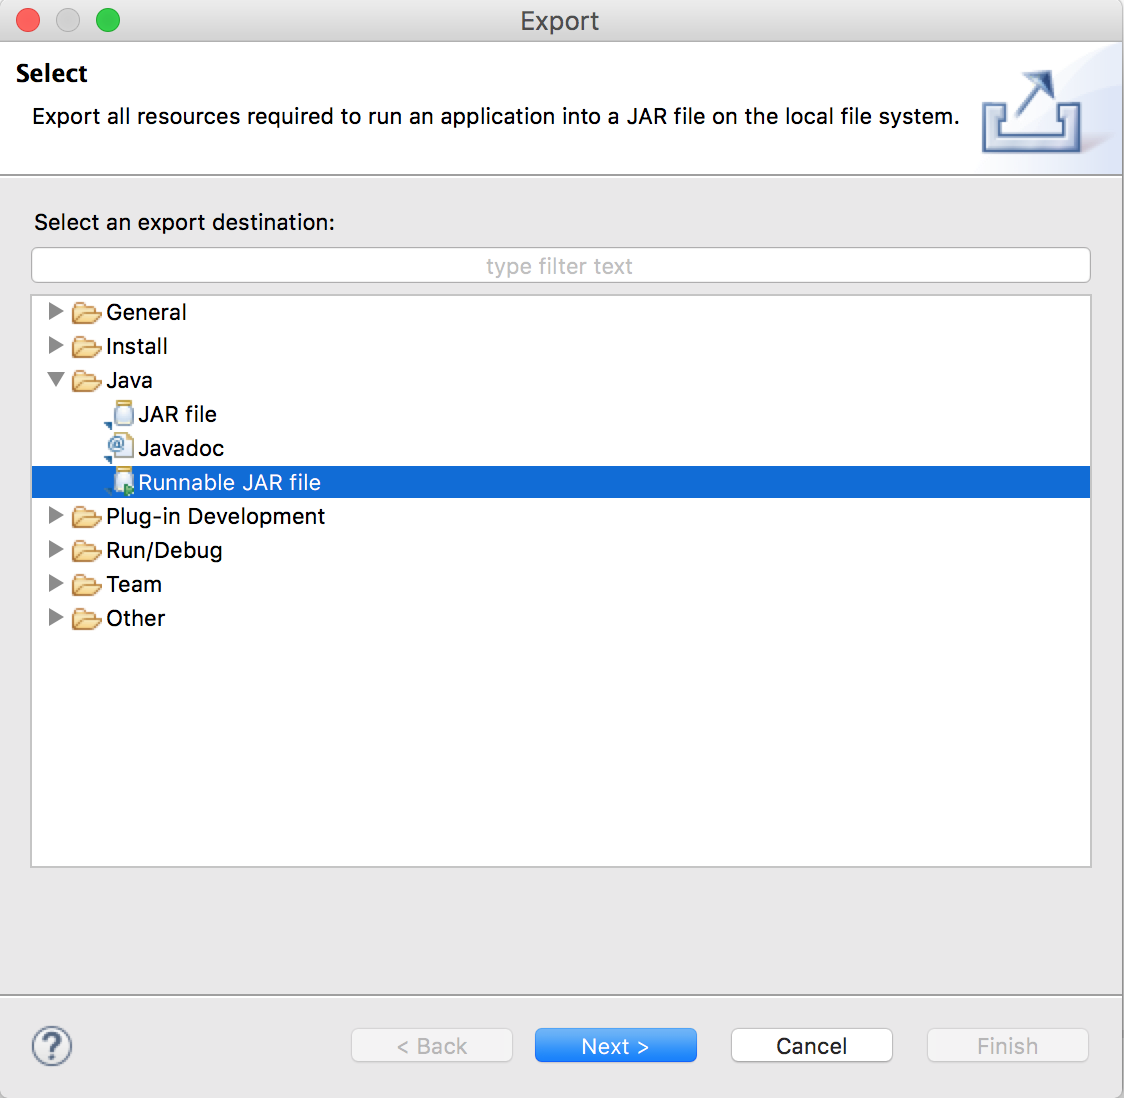 Export
Select
Export all resources required to run an application into a JAR file on the local file system.
Select an export destination:
type filter text
General
Install
Java
JAR file
Javadoc
Runnable JAR file
Plug-in Development
Run/Debug
Team
Other
? < Back Next > Cancel Finish